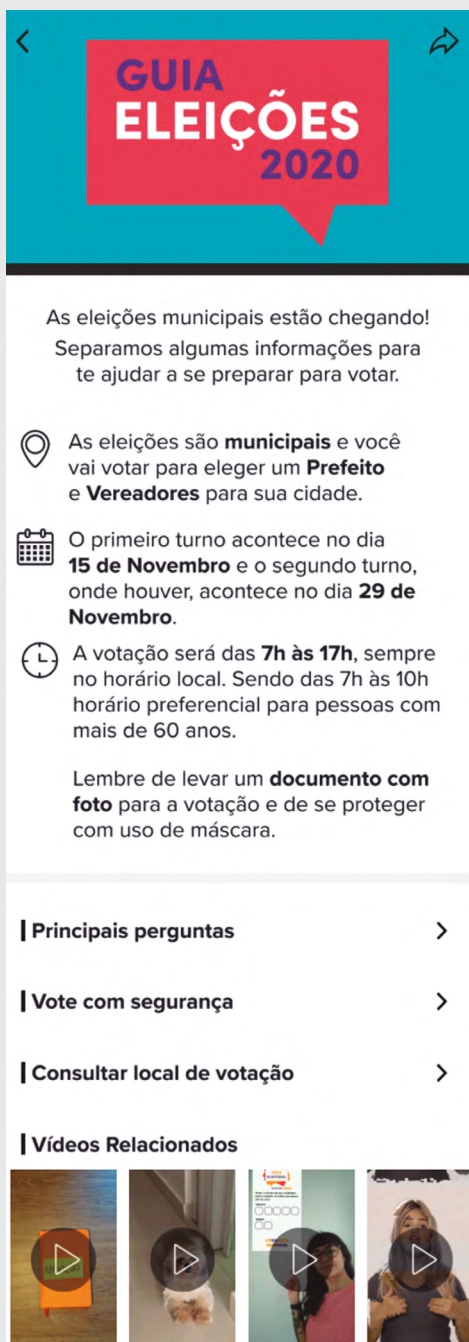 GUIA
ELEIÇÕES
2020
As eleições municipais estão chegando!
Separamos algumas informações para
te ajudar a se preparar para votar.
As eleições são municipais e você
vai votar para eleger um Prefeito
e Vereadores para sua cidade.
O primeiro turno acontece no dia
15 de Novembro e o segundo turno,
onde houver, acontece no dia 29 de
Novembro.
A votação será das 7h às 17h, sempre
no horário local. Sendo das 7h às 10h
horário preferencial para pessoas com
mais de 60 anos.
Lembre de levar um documento com
foto para a votação e de se proteger
com uso de máscara.
Principais perguntas
Vote com segurança
Consultar local de votação
Vídeos Relacionados